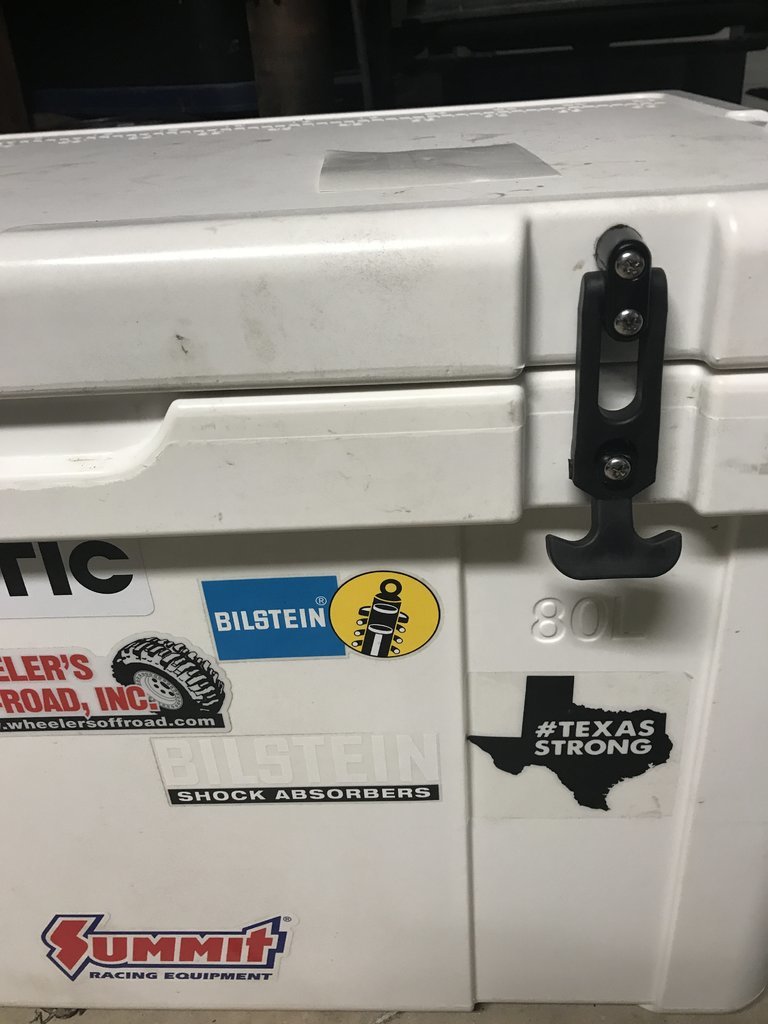 TIC
BILSTEIN®
80L
ELER'S
-ROAD, INC.
.wheelersoffroad.com
#TEXAS
STRONG
BILSTEIN
SHOCK ABSORBERS
SUMMIT®
RACING EQUIPMENT